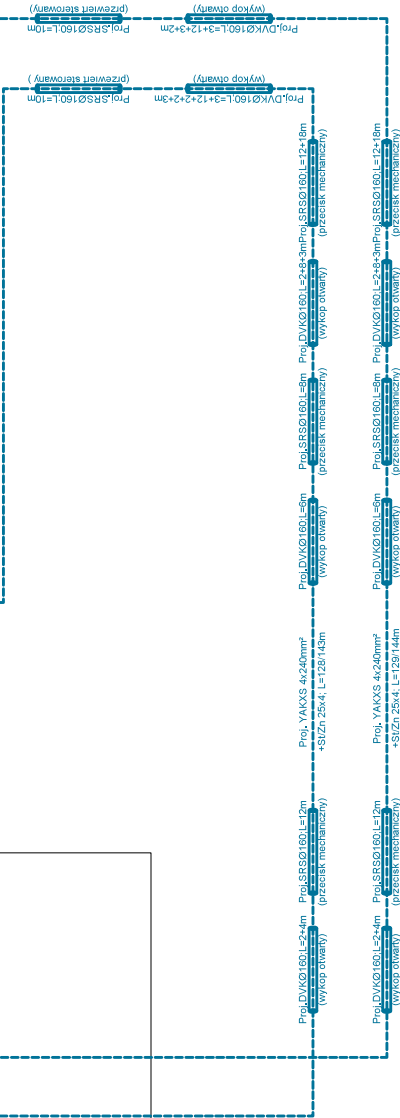 (przewiert sterowany)
Proj.SRSØ160;L=10m
(wykop otwarty)
Proj.DVKØ160;L=3+12+3+2m
(przewiert sterowany )
Proj.SRSØ160;L=10m
(wykop otwarty)
Proj.DVKØ160;L=3+12+2+2+3m
Proj.SRSØ160;L=12+18m
(przecisk mechaniczny)
Proj.DVKØ160;L=2+8+3m
(wykop otwarty)
Proj.SRSØ160;L=8m
(przecisk mechaniczny)
Proj.DVKØ160;L=6m
(wykop otwarty)
Proj. YAKXS 4x240mm²
+St/Zn 25x4; L=128/143m
Proj.SRSØ160;L=12m
(przecisk mechaniczny)
Proj.DVKØ160;L=2+4m
(wykop otwarty)
Proj.SRSØ160;L=12+18m
(przecisk mechaniczny)
Proj.DVKØ160;L=2+8+3m
(wykop otwarty)
Proj.SRSØ160;L=8m
(przecisk mechaniczny)
Proj.DVKØ160;L=6m
(wykop otwarty)
Proj. YAKXS 4x240mm²
+St/Zn 25x4; L=129/144m
Proj.SRSØ160;L=12m
(przecisk mechaniczny)
Proj.DVKØ160;L=2+4m
(wykop otwarty)